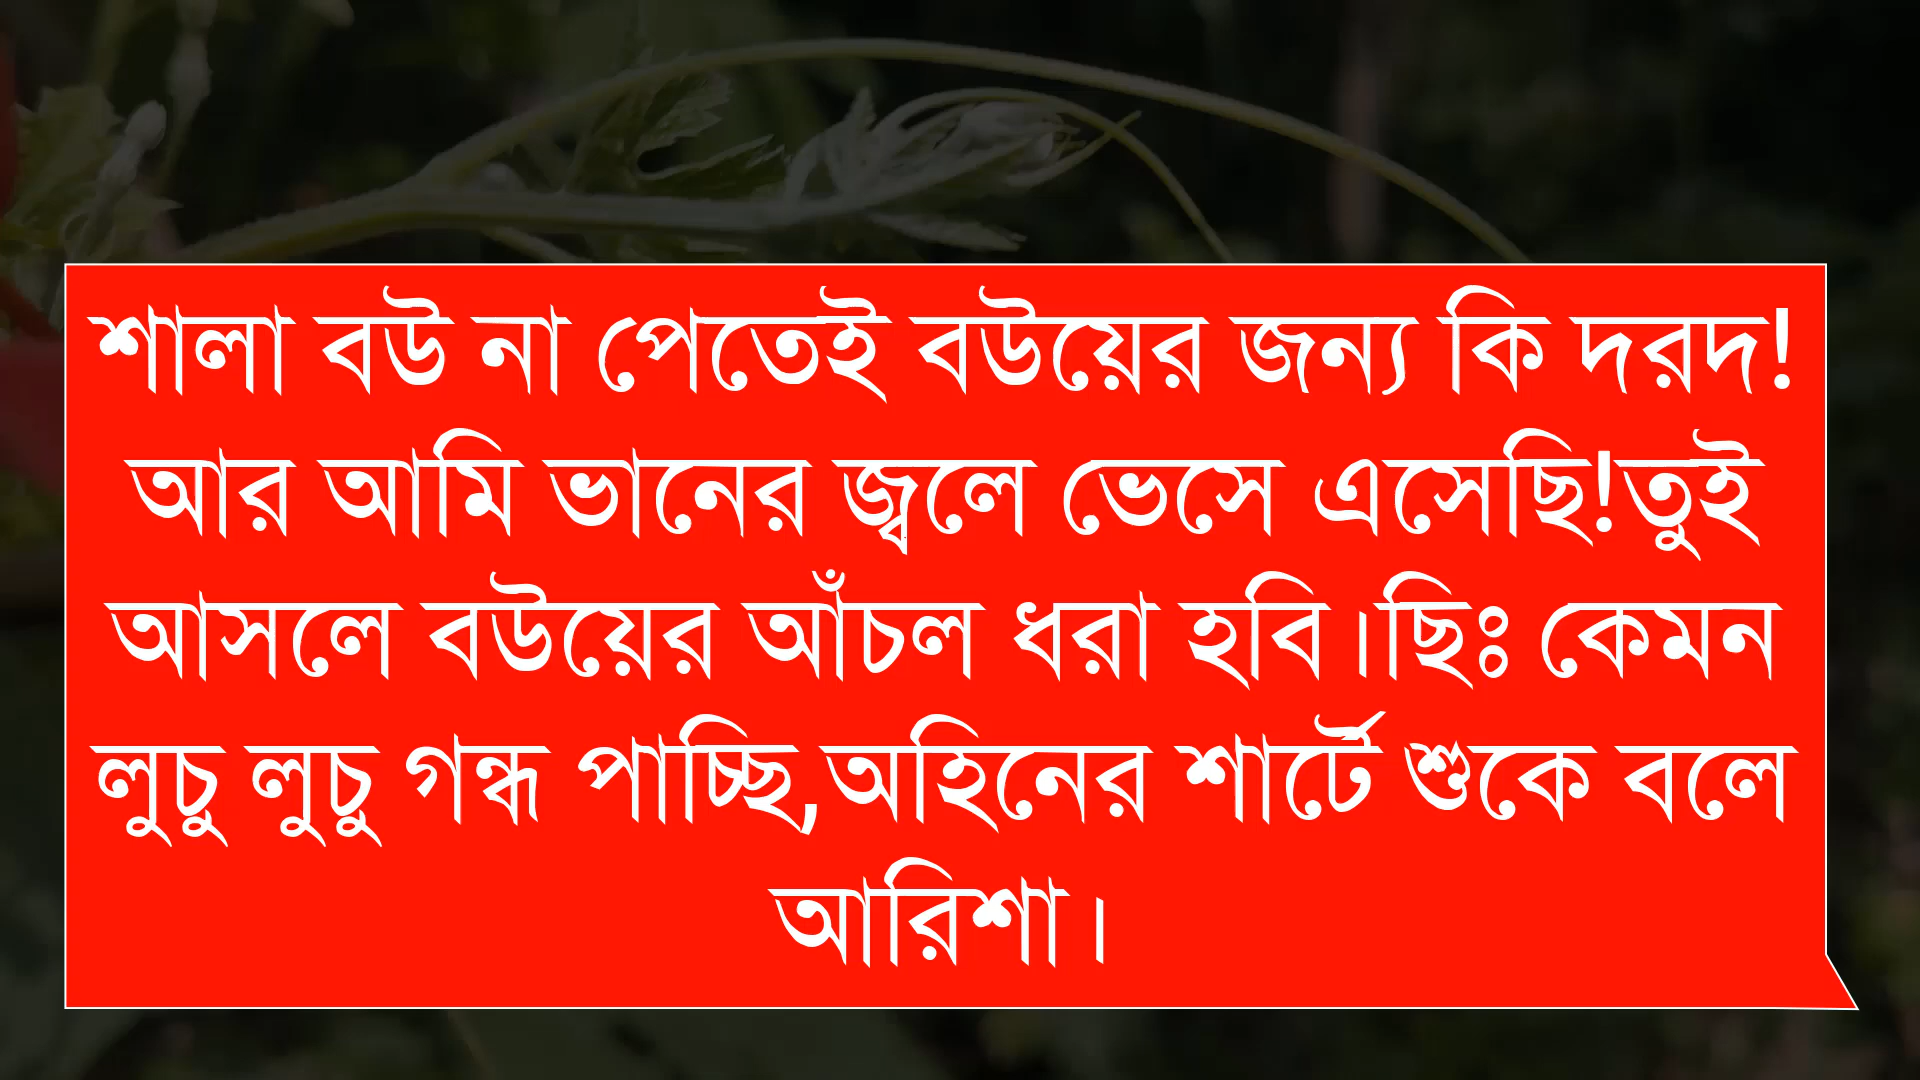 শালা বউ না পেতেই বউয়ের জন্য কি দরদ!
আর আমি ভানের জ্বলে ভেসে এসেছি!তুই
আসলে বউয়ের আঁচল ধরা হবি।ছিঃ কেমন
লুচু লুচু গন্ধ পাচ্ছি,অহিনের শার্টে শুকে বলে
আরিশা।